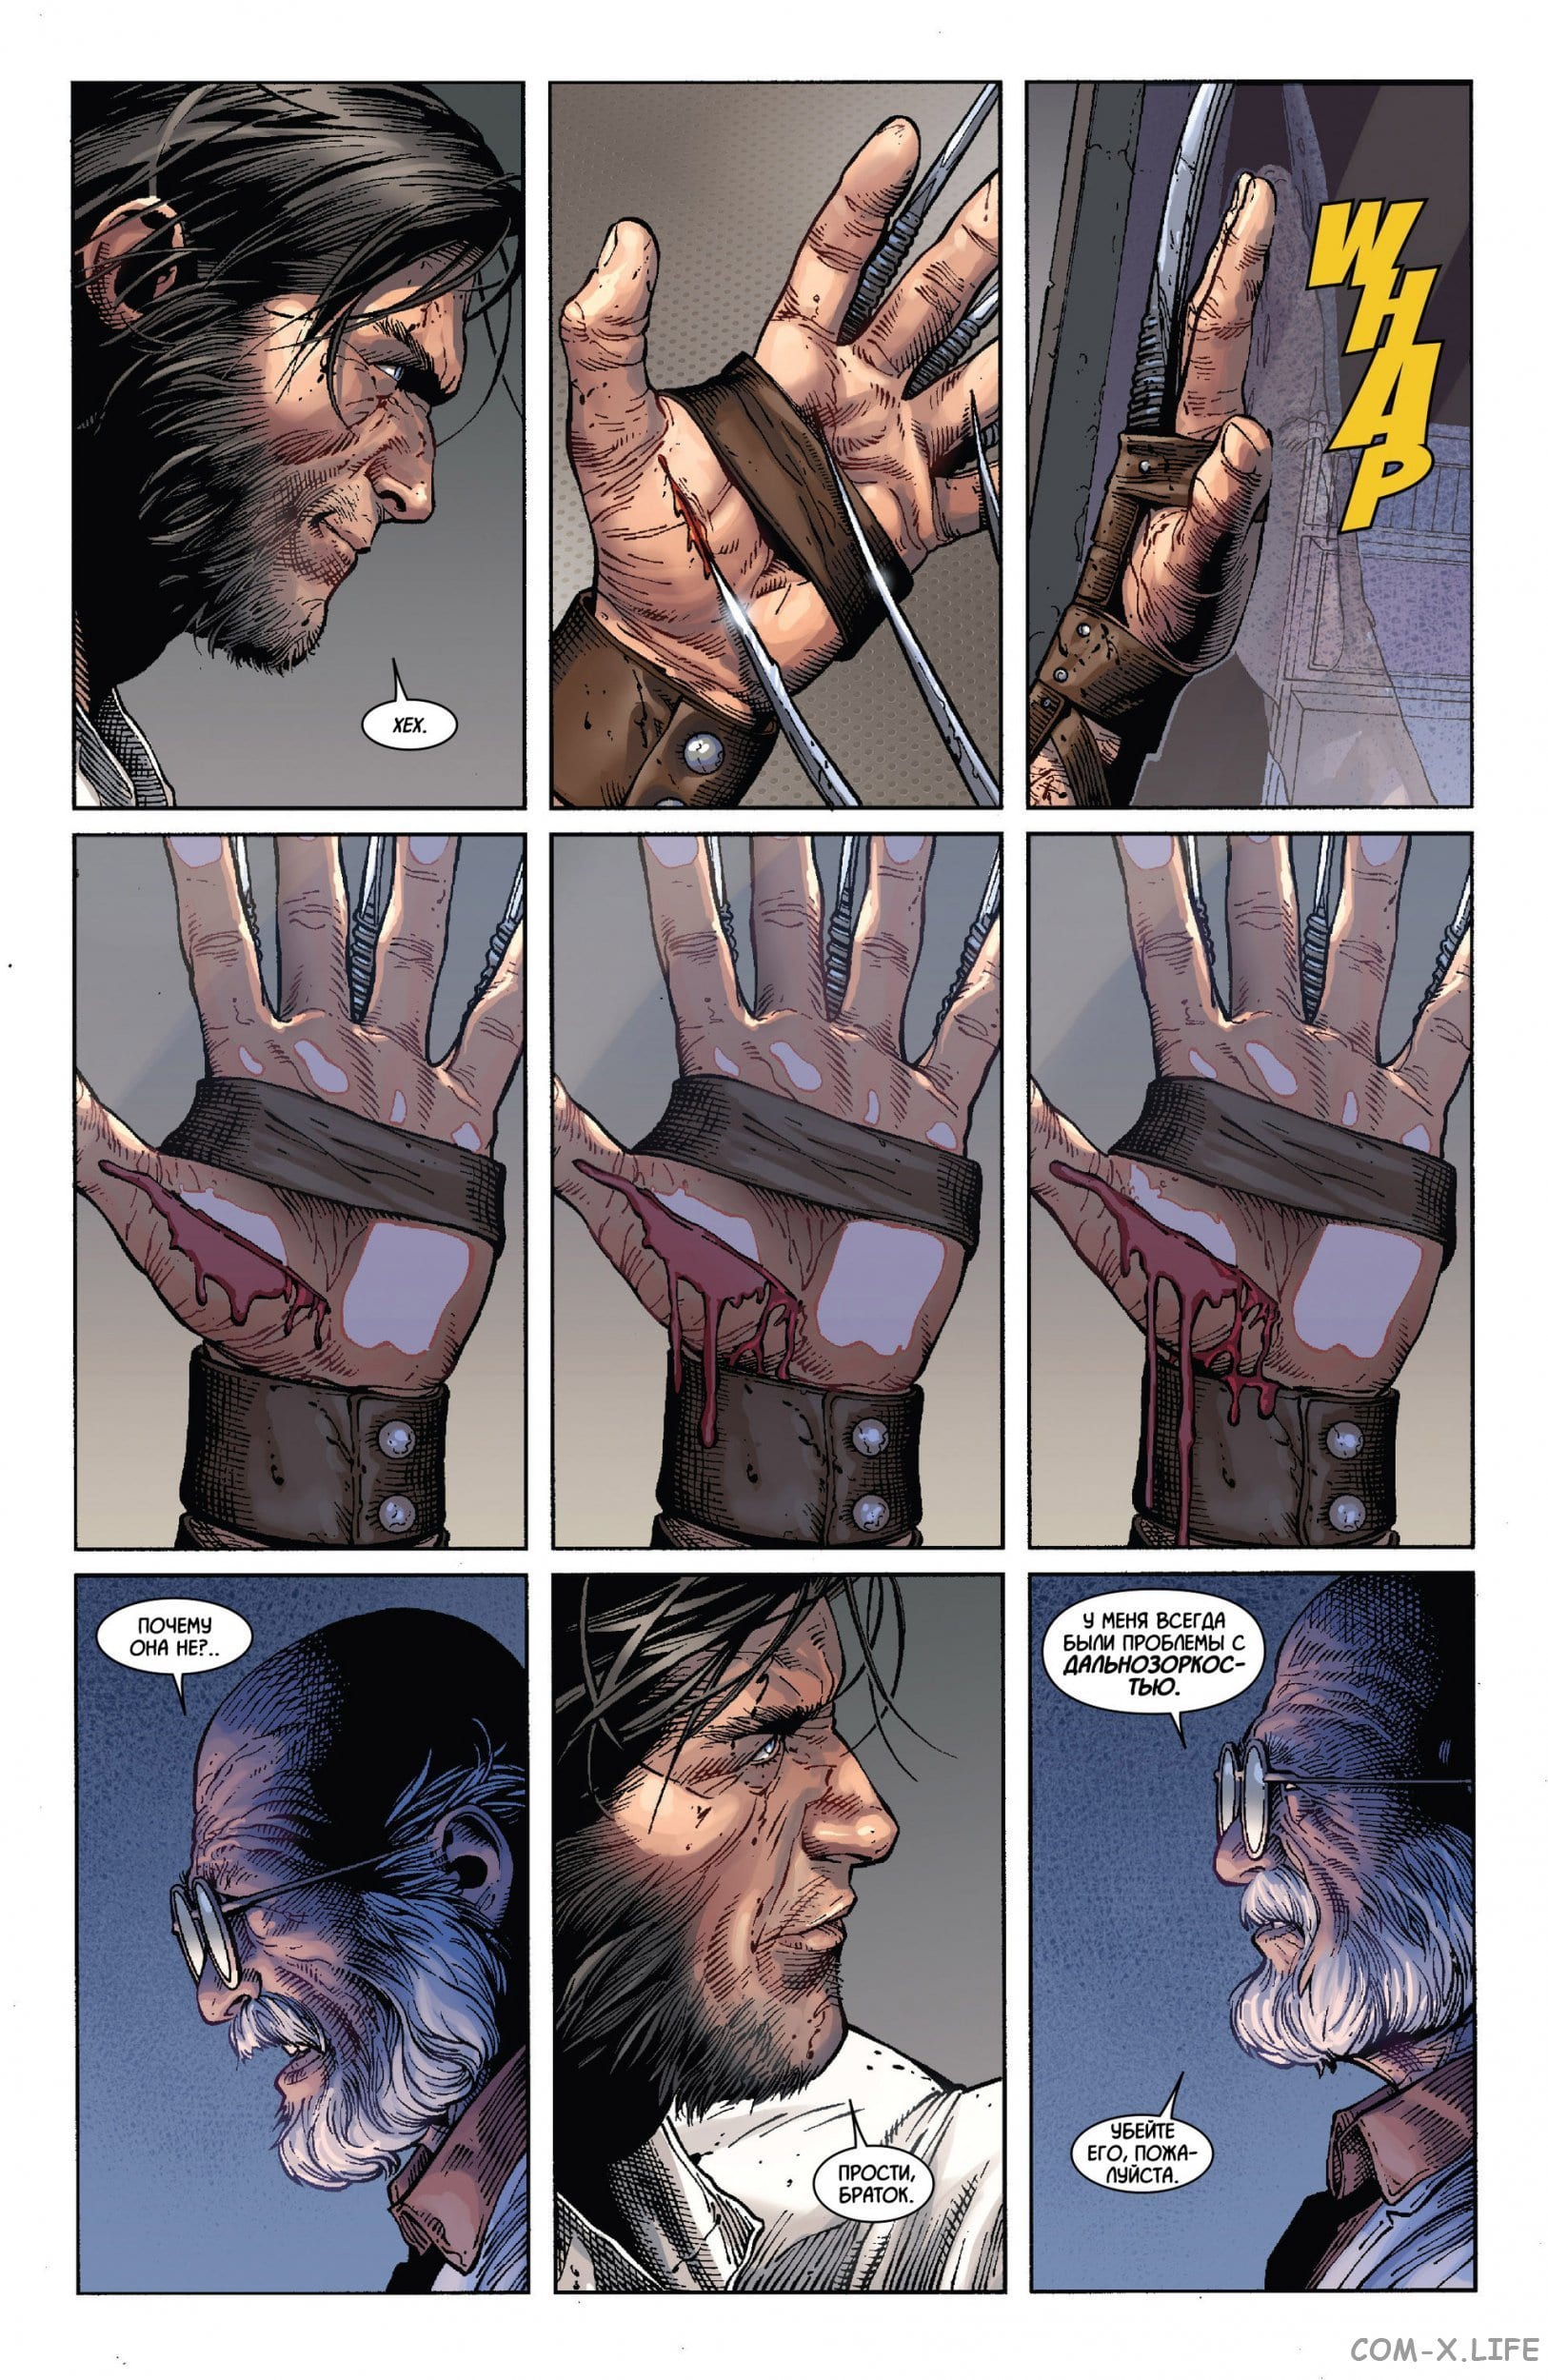 ХЕХ.
WHAP
ПОЧЕМУ
ОНА НЕ?..
ПРОСТИ,
БРАТОК.
У МЕНЯ ВСЕГДА
БЫЛИ ПРОБЛЕМЫ С
ДАЛЬНОЗОРКОС-
ТЬЮ.
УБЕЙТЕ
ЕГО, ПОЖА-
ЛУЙСТА.
COM-X.LIFE